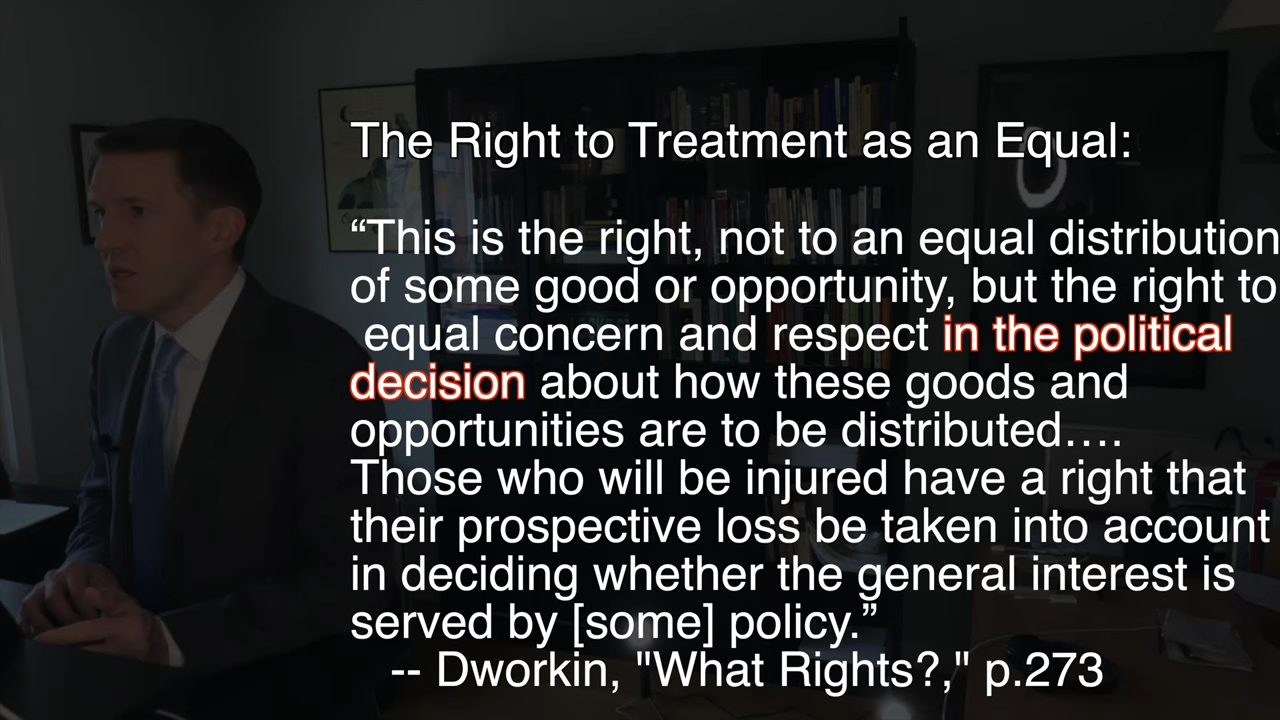 The Right to Treatment as an Equal:
“This is the right, not to an equal distribution
of some good or opportunity, but the right to
equal concern and respect in the political
decision about how these goods and
opportunities are to be distributed….
Those who will be injured have a right that
their prospective loss be taken into account
in deciding whether the general interest is
served by [some] policy.”
-- Dworkin, "What Rights?," p.273